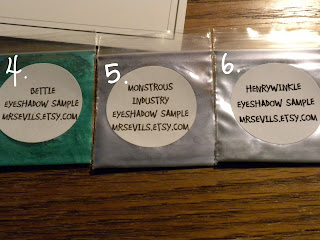 4.
BETTIE
EYESHADOW SAMPLE
MRSEVILS.ETSY.COM
5.
MONSTROUS
INDUSTRY
EYESHADOW SAMPLE
MRSEVILS.ETSY.COM
6.
HENRYWINKLE
EYESHADOW SAMPLE
MRSEVILS.ETSY.COM